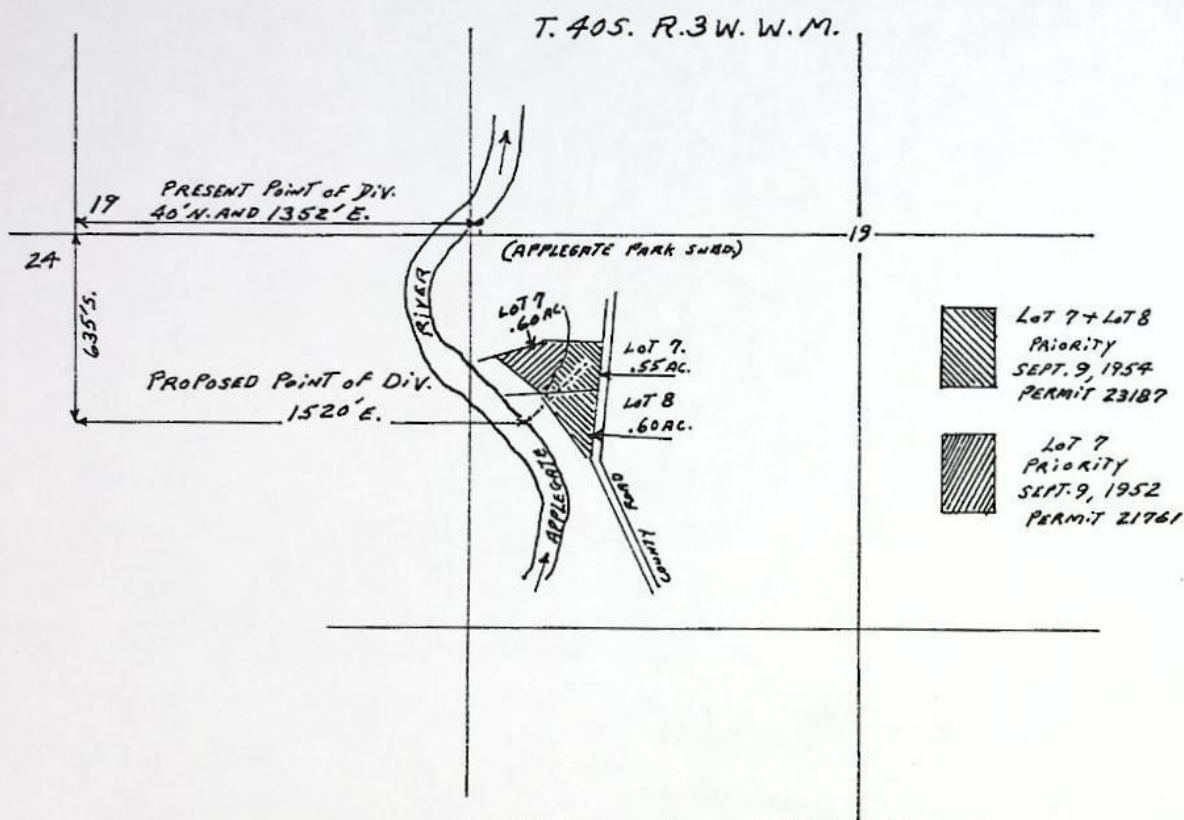 T. 40S. R.3W. W.M.
PRESENT POINT OF DIV.
19
40'N. AND 1352'E.
24
(APPLEGATE PARK SUBD.)
19
635'S.
RIVER
LOT 7
.60 AC.
LOT 7.
.55 AC.
LOT 8
.60 AC.
PROPOSED POINT OF DIV.
1520'E.
APPLEGATE
COUNTY ROAD
LOT 7 + LOT 8
PRIORITY
SEPT. 9, 1954
PERMIT 23187
LOT 7
PRIORITY
SEPT. 9, 1952
PERMIT 21761